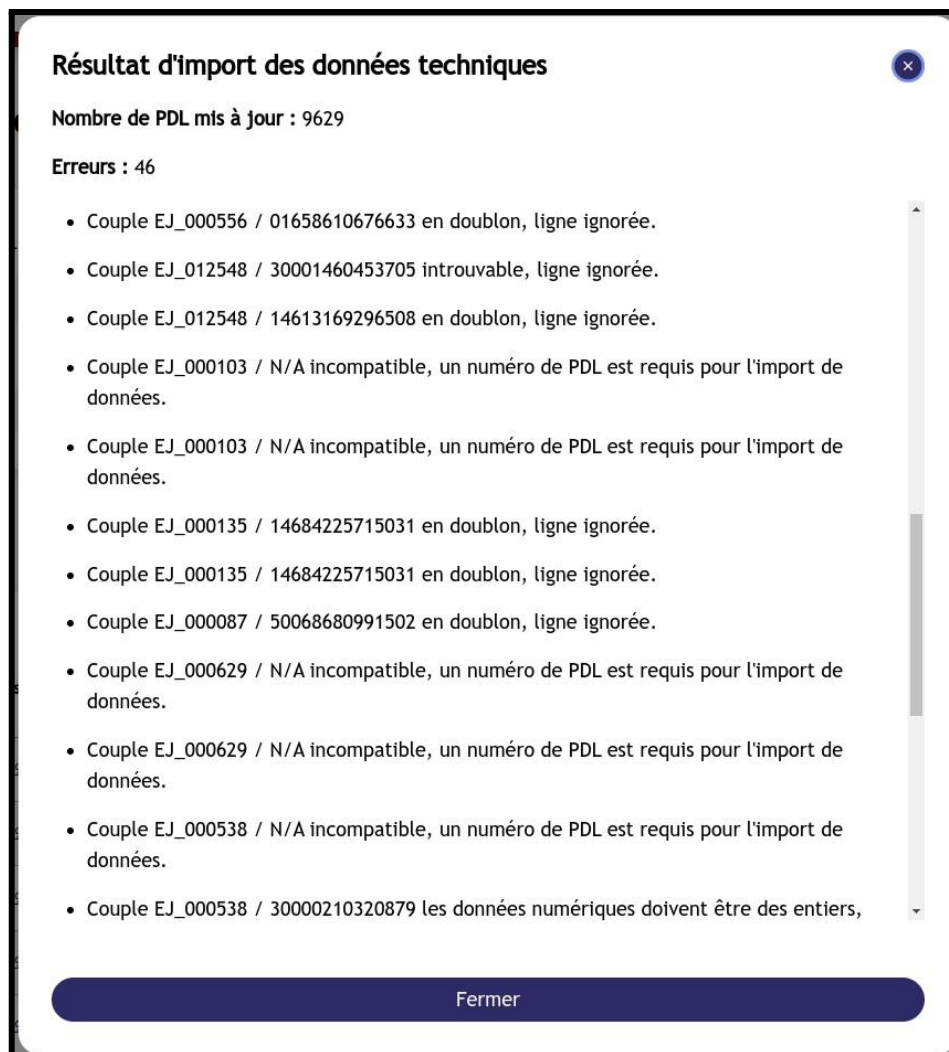 Résultat d'import des données techniques
Nombre de PDL mis à jour : 9629
Erreurs : 46
• Couple EJ_000556 / 01658610676633 en doublon, ligne ignorée.
• Couple EJ_012548 / 30001460453705 introuvable, ligne ignorée.
• Couple EJ_012548 / 14613169296508 en doublon, ligne ignorée.
• Couple EJ_000103 / N/A incompatible, un numéro de PDL est requis pour l'import de
données.
• Couple EJ_000103 / N/A incompatible, un numéro de PDL est requis pour l'import de
données.
• Couple EJ_000135 / 14684225715031 en doublon, ligne ignorée.
• Couple EJ_000135 / 14684225715031 en doublon, ligne ignorée.
• Couple EJ_000087 / 50068680991502 en doublon, ligne ignorée.
• Couple EJ_000629 / N/A incompatible, un numéro de PDL est requis pour l'import de
données.
• Couple EJ_000629 / N/A incompatible, un numéro de PDL est requis pour l'import de
données.
• Couple EJ_000538 / N/A incompatible, un numéro de PDL est requis pour l'import de
données.
• Couple EJ_000538 / 30000210320879 les données numériques doivent être des entiers,
Fermer